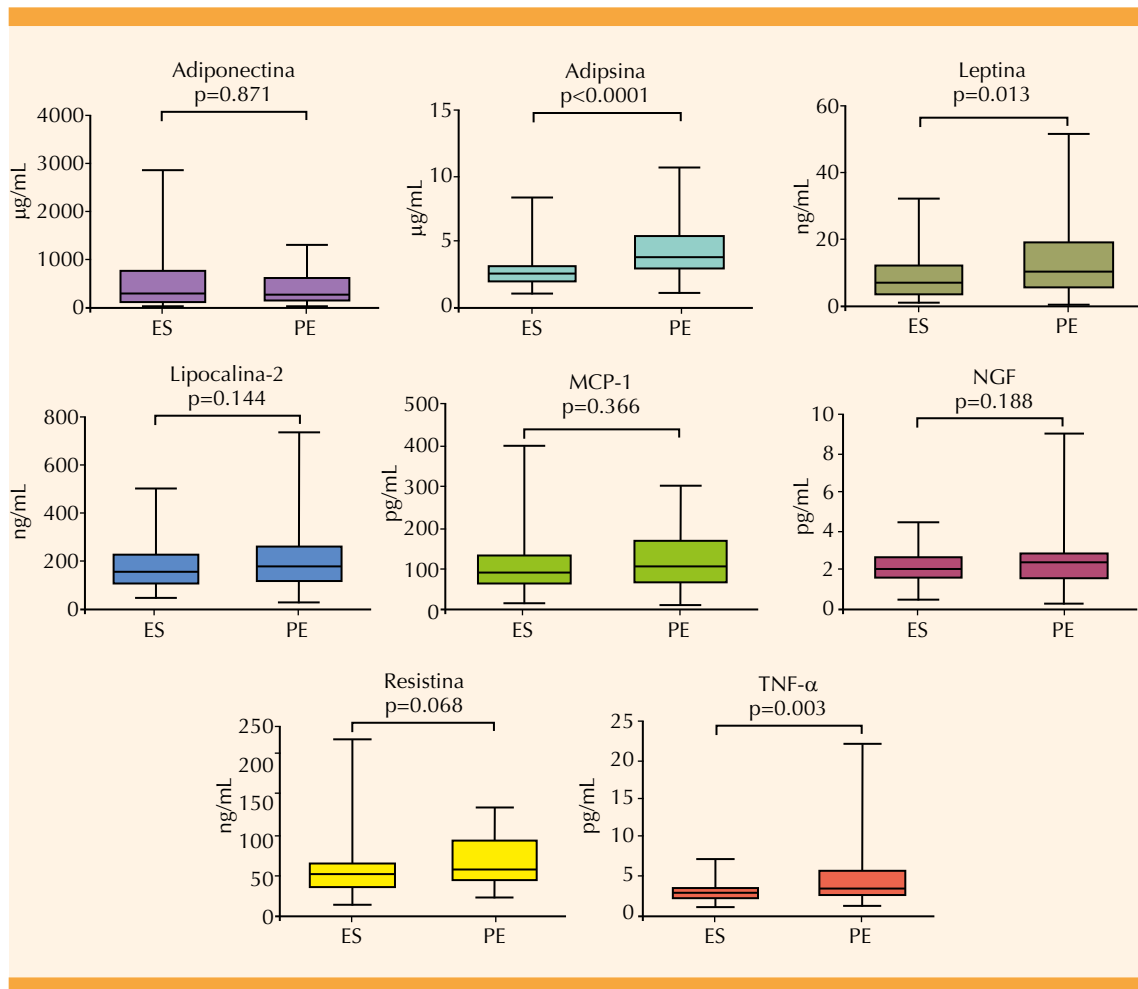 Adiponectina
p=0.871
4000
3000
2000
1000
0
µg/mL
ES
PE
Adipsina
p<0.0001
15
10
5
0
µg/mL
ES
PE
Leptina
p=0.013
60
40
20
0
ng/mL
ES
PE
Lipocalina-2
p=0.144
800
600
400
200
0
ng/mL
ES
PE
MCP-1
p=0.366
500
400
300
200
100
0
pg/mL
ES
PE
NGF
p=0.188
10
8
6
4
2
0
pg/mL
ES
PE
Resistina
p=0.068
250
200
150
100
50
0
ng/mL
ES
PE
TNF-α
p=0.003
25
20
15
10
5
0
pg/mL
ES
PE